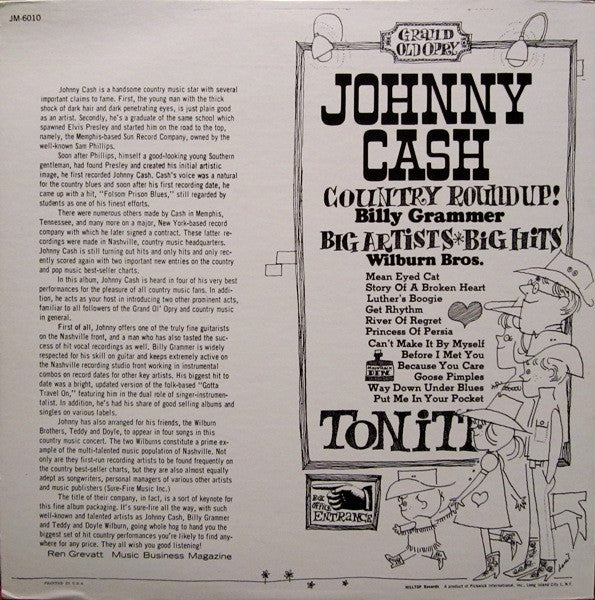 JM-6010
Johnny Cash is a handsome country music star with several
important claims to fame. First, the young man with the thick
shock of dark hair and dark penetrating eyes, is just plain good
as an artist. Secondly, he's a graduate of the same school which
spawned Elvis Presley and started him on the road to the top,
namely, the Memphis-based Sun Record Company, owned by the
well-known Sam Phillips.
Soon after Phillips, himself a good-looking young Southern
gentleman, had found Presley and created his initial artistic
image, he first recorded Johnny Cash. Cash's voice was a natural
for the country blues and soon after his first recording date, he
came up with a hit, "Folson Prison Blues," still regarded by
students as one of his finest efforts.
There were numerous others made by Cash in Memphis,
Tennessee, and many more on a major, New York-based record
company with which he later signed a contract. These latter re-
cordings were made in Nashville, country music headquarters.
Johnny Cash is still turning out hits and only hits and only re-
cently scored again with two important new entries on the country
and pop music best-seller charts.
In this album, Johnny Cash is heard in four of his very best
performances for the pleasure of all country music fans. In addi-
tion, he acts as your host in introducing two other prominent acts,
familiar to all followers of the Grand Ol' Opry and country music
in general.
First of all, Johnny offers one of the truly fine guitarists
on the Nashville front, and a man who has also tasted the suc-
cess of hit vocal recordings as well. Billy Grammer is widely
respected for his skill on guitar and keeps extremely active on
the Nashville recording studio front working in instrumental
combos on record dates for other key artists. His biggest hit to
date was a bright, updated version of the folk-based "Gotta
Travel On," featuring him in the dual role of singer-instrumen-
talist. In addition, he's had his share of good selling albums and
singles on various labels.
Johnny has also arranged for his friends, the Wilburn
Brothers, Teddy and Doyle, to appear in four songs in this
country music concert. The two Wilburns constitute a prime ex-
ample of the multi-talented music population of Nashville. Not
only are they first-run recording artists to be found frequently on
the country best-seller charts, but they are also almost equally
adept as songwriters, personal managers of various other artists
and music publishers (Sure-Fire Music Inc.)
The title of their company, in fact, is a sort of keynote for
this fine album packaging. It's sure-fire all the way, with such
well-known and talented artists as Johnny Cash, Billy Grammer
and Teddy and Doyle Wilburn, going whole hog to hand you the
biggest set of hit country performances you're likely to find any-
where for any price. They all wish you good listening!
Ren Grevatt Music Business Magazine
PRINTED IN U.S.A.
GRAND
OLD OPRY
JOHNNY
CASH
COUNTRY ROUNDUP!
Billy Grammer
BIG ARTISTS*BIG HITS
Wilburn Bros.
Mean Eyed Cat
Story Of A Broken Heart
Luther's Boogie
Get Rhythm
River Of Regret
Princess Of Persia
Can't Make It By Myself
Before I Met You
Because You Care
Goose Pimples
Way Down Under Blues
Put Me In Your Pocket
TONITE
BOX
OFFICE
ENTRANCE
HILLTOP Records A product of Pickwick International, Inc., Long Island City 1, N.Y.